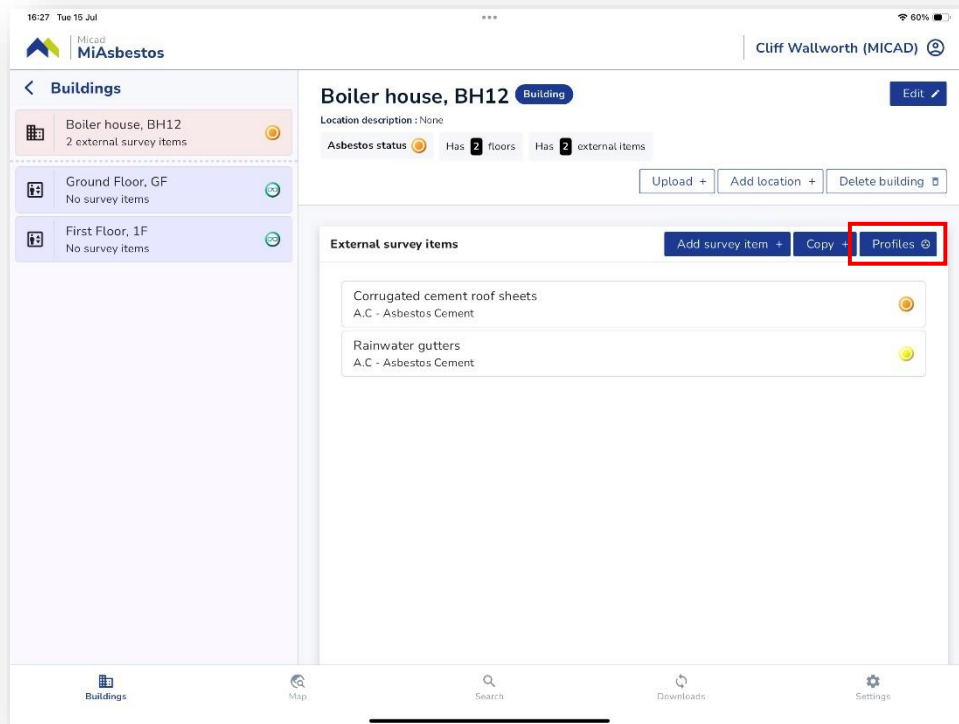 16:27 Tue 15 Jul
60%
Micad
MiAsbestos
Cliff Wallworth (MICAD)
Buildings
Boiler house, BH12
2 external survey items
Ground Floor, GF
No survey items
First Floor, 1F
No survey items
Boiler house, BH12 Building
Edit
Location description : None
Asbestos status Has 2 floors Has 2 external items
Upload + Add location + Delete building
External survey items Add survey item + Copy + Profiles
Corrugated cement roof sheets
A.C - Asbestos Cement
Rainwater gutters
A.C - Asbestos Cement
Buildings Map Search Downloads Settings